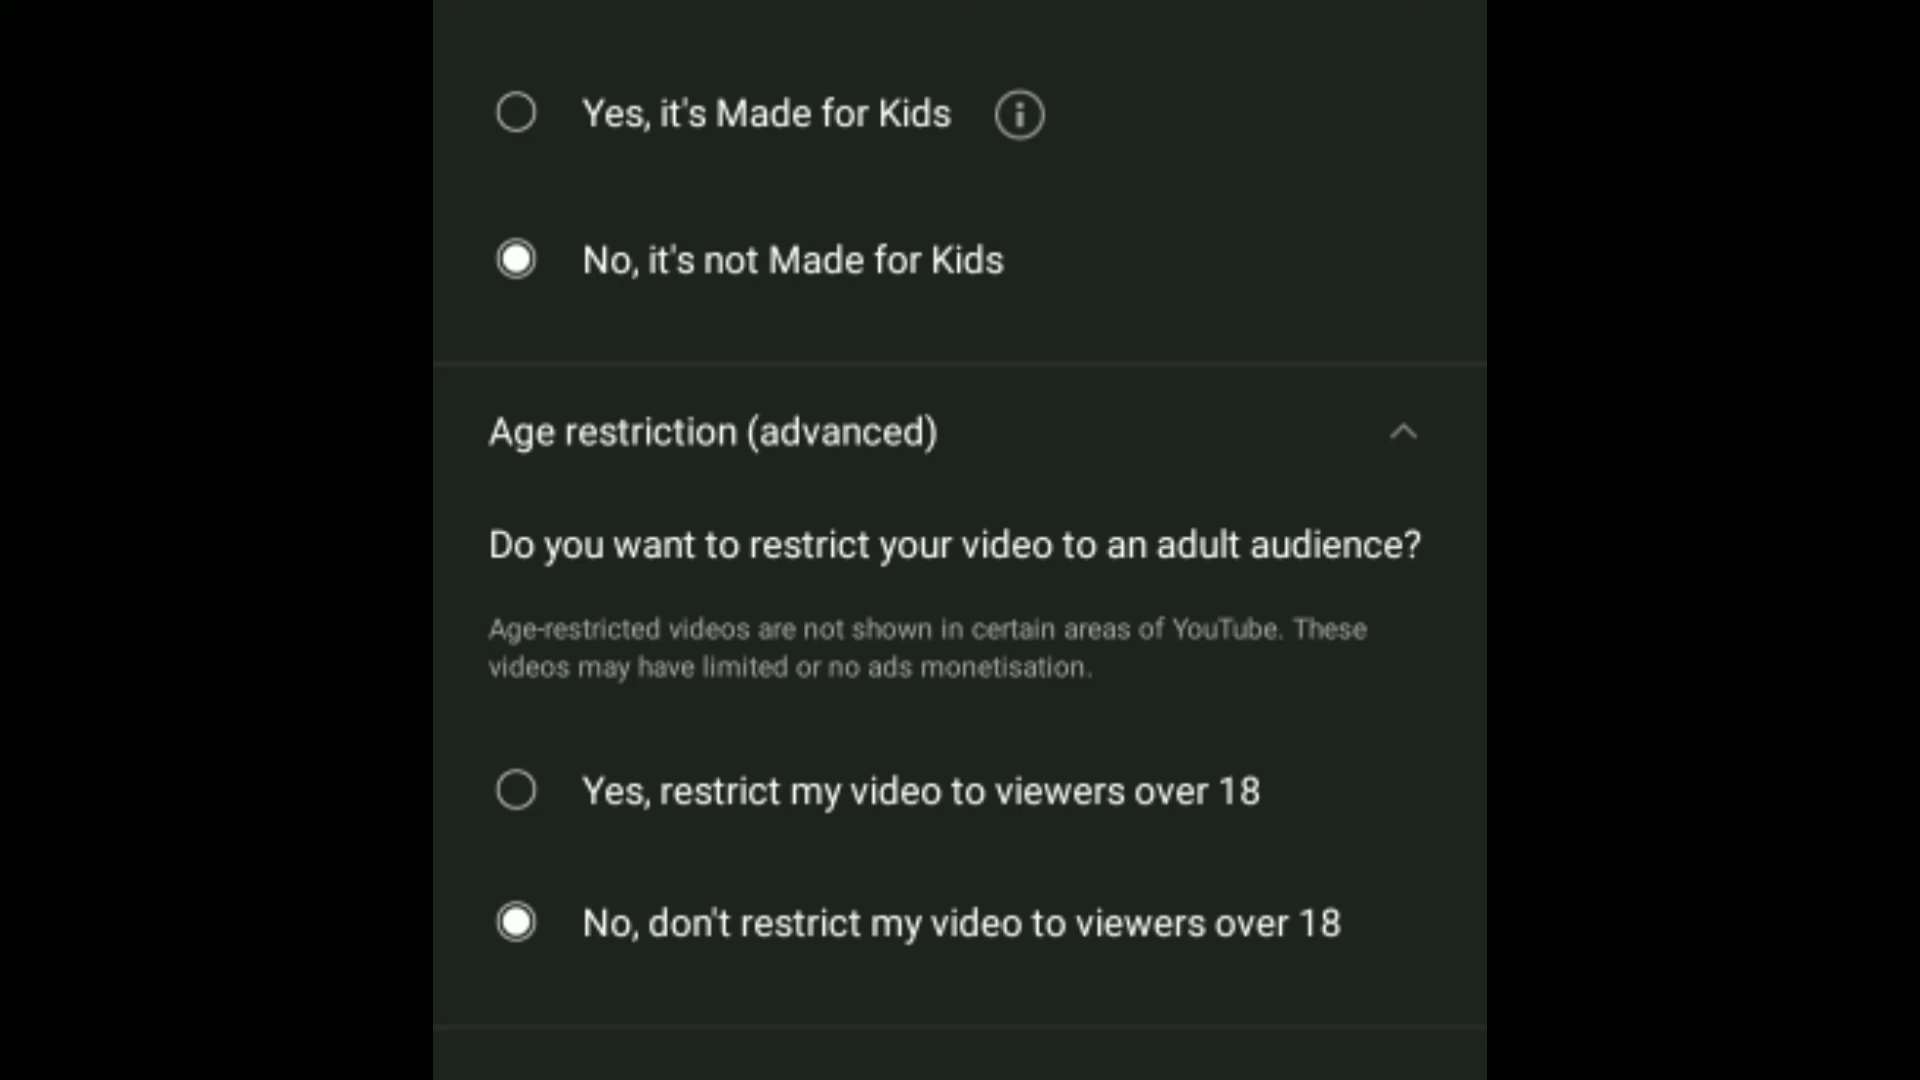 Yes, it's Made for Kids
No, it's not Made for Kids
Age restriction (advanced)
Do you want to restrict your video to an adult audience?
Age-restricted videos are not shown in certain areas of YouTube. These
videos may have limited or no ads monetisation.
Yes, restrict my video to viewers over 18
No, don't restrict my video to viewers over 18